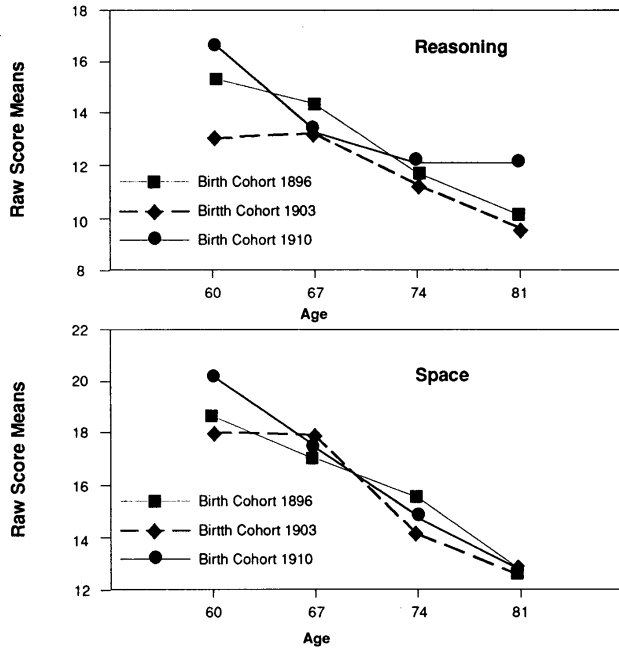 18
Reasoning
16
14
12
10
8
Raw Score Means
Birth Cohort 1896
Birtth Cohort 1903
Birth Cohort 1910
60 67 74 81
Age
22
Space
20
18
16
14
12
Raw Score Means
Birth Cohort 1896
Birtth Cohort 1903
Birth Cohort 1910
60 67 74 81
Age